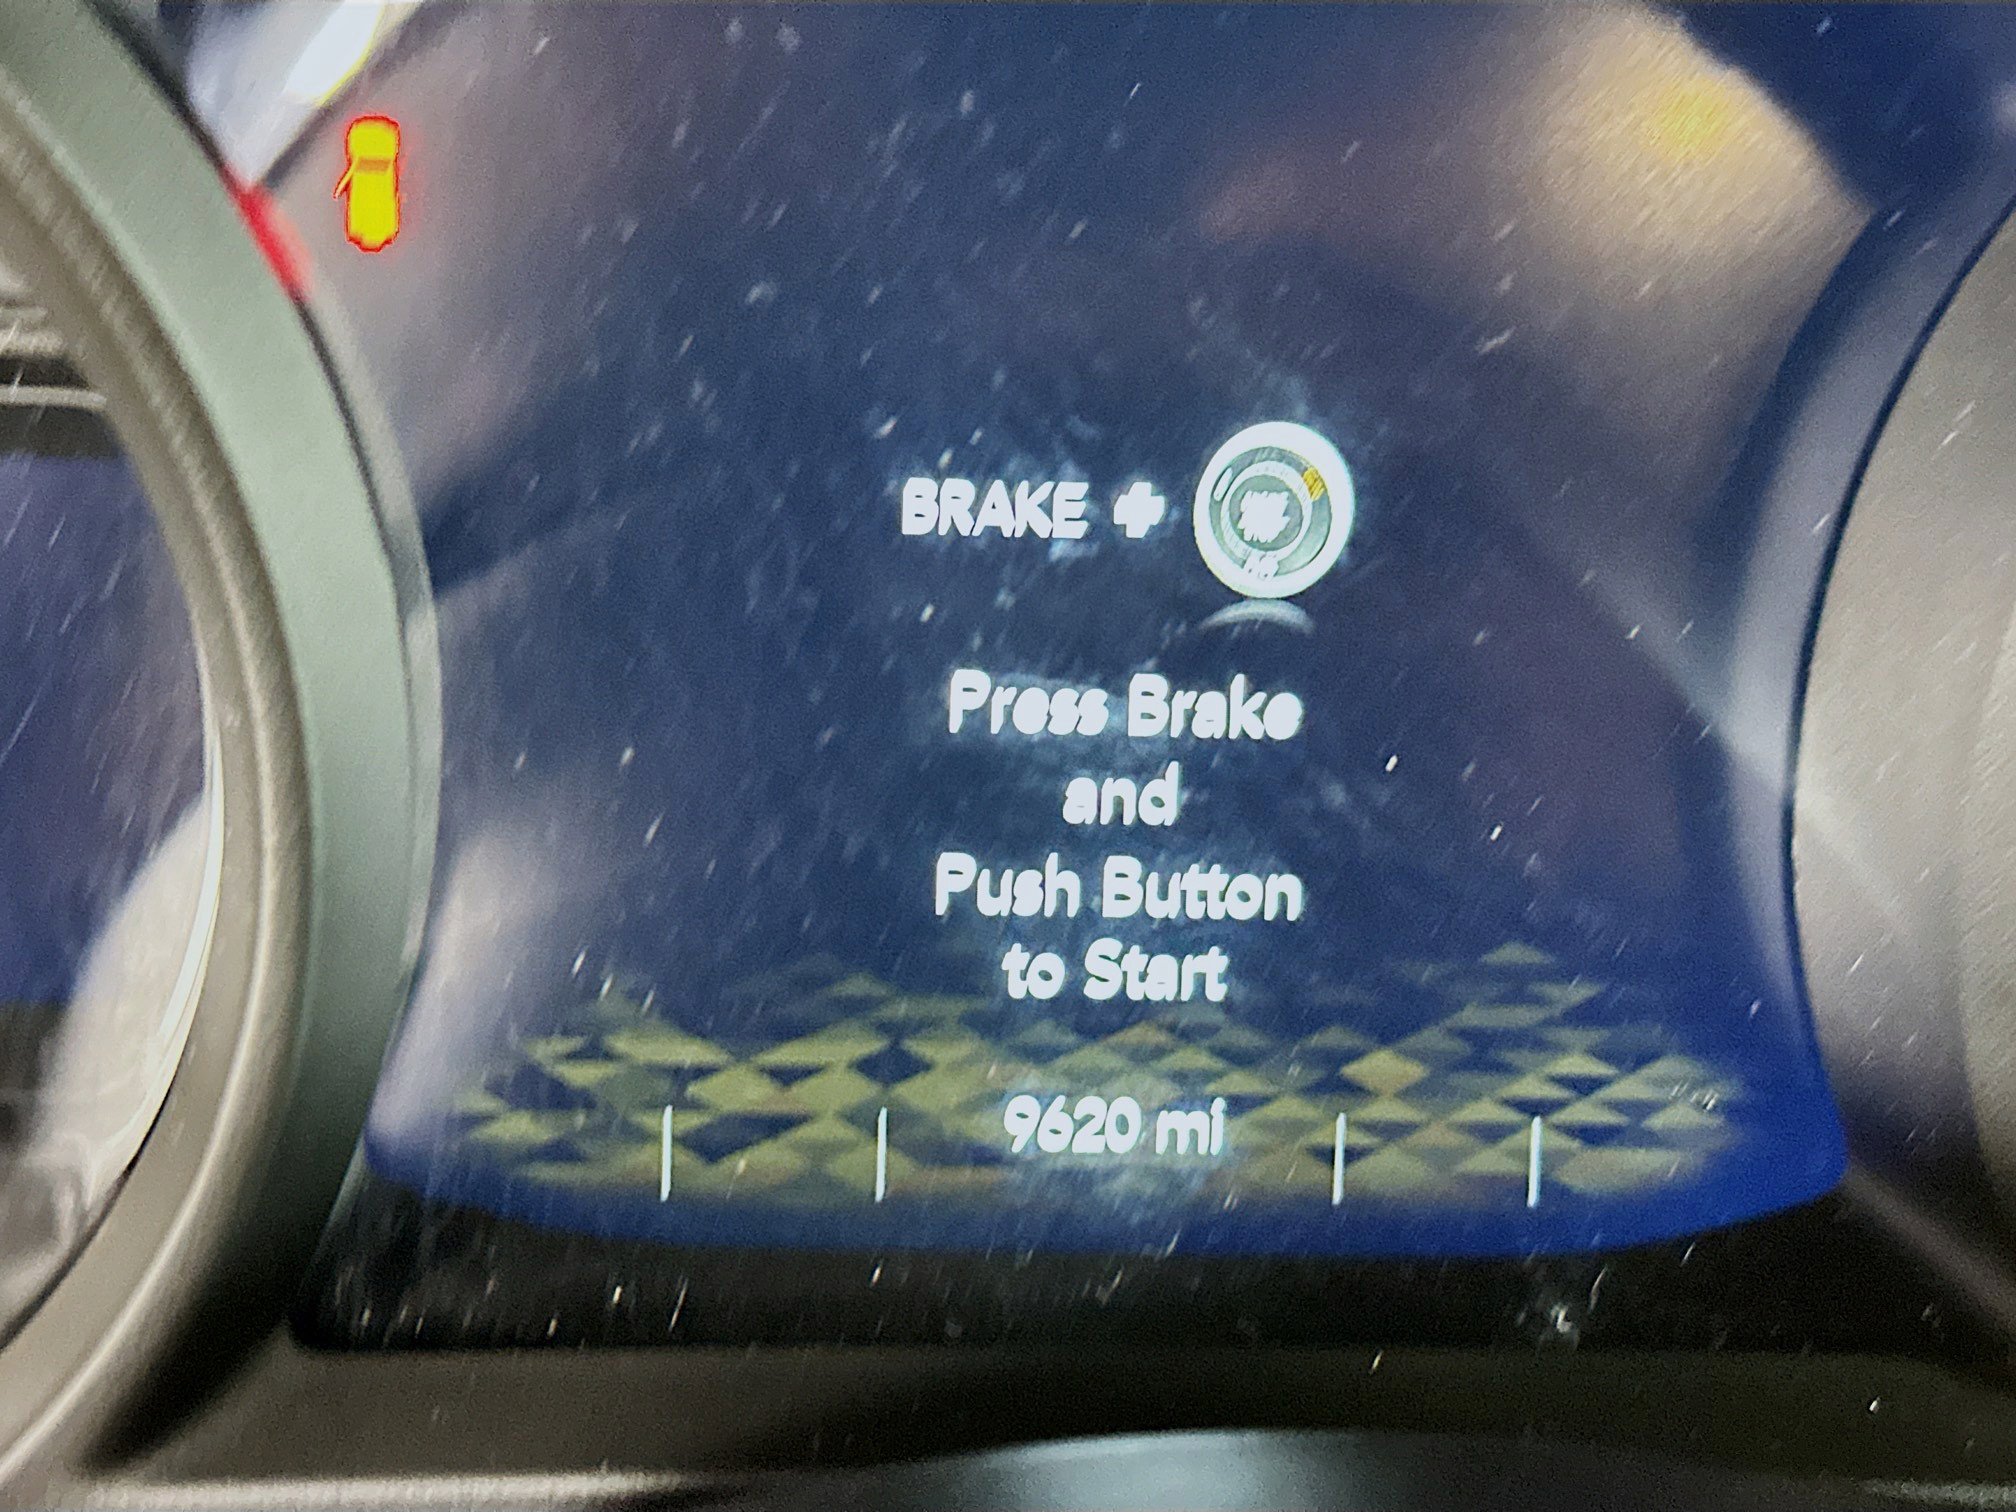 BRAKE +
Press Brake
and
Push Button
to Start
9620 mi